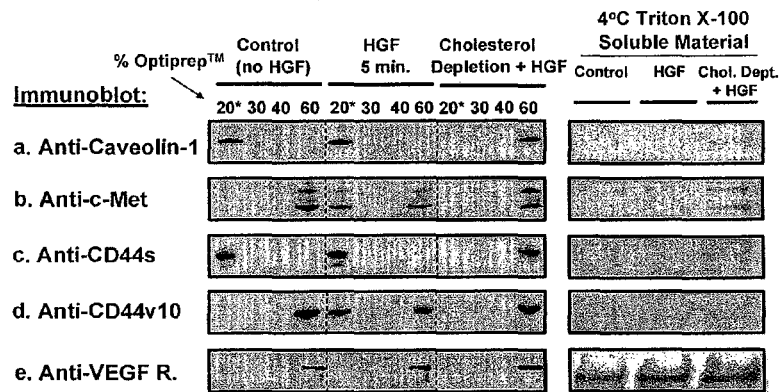 4ºC Triton X-100
Soluble Material
Control
(no HGF)
HGF
5 min.
Cholesterol
Depletion + HGF
% Optiprep™
Control
HGF
Chol. Dept.
+ HGF
Immunoblot:
20* 30 40 60 20* 30 40 60 20* 30 40 60
a. Anti-Caveolin-1
b. Anti-c-Met
c. Anti-CD44s
d. Anti-CD44v10
e. Anti-VEGF R.